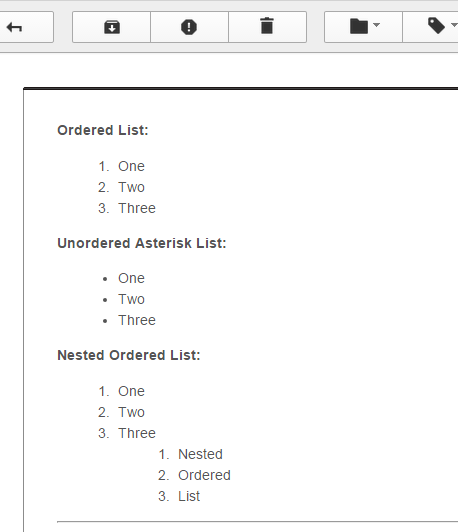 Ordered List:
1. One
2. Two
3. Three
Unordered Asterisk List:
• One
• Two
• Three
Nested Ordered List:
1. One
2. Two
3. Three
1. Nested
2. Ordered
3. List